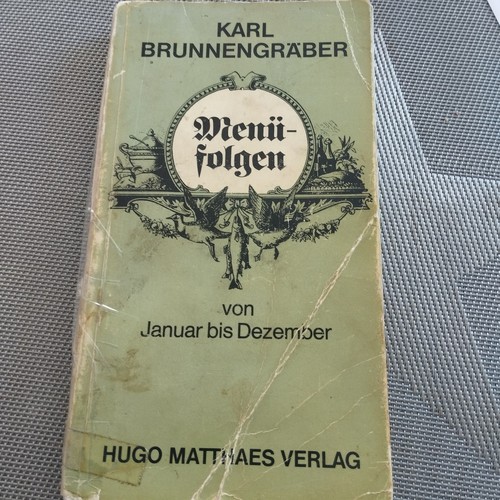 KARL
BRUNNENGRÄBER
Menü-
folgen
von
Januar bis Dezember
HUGO MATTHAES VERLAG